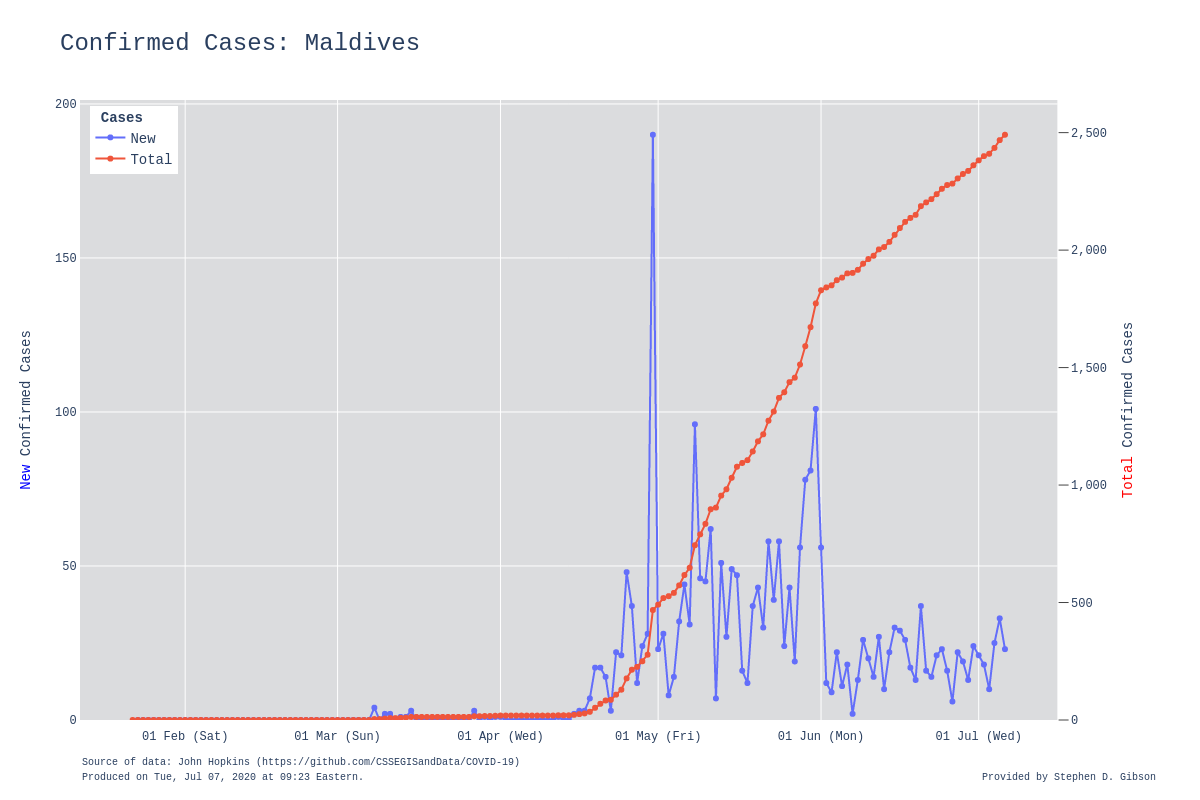 Confirmed Cases: Maldives
Cases
New
Total
200
150
100
50
0
2,500
2,000
1,500
1,000
500
0
New Confirmed Cases
Total Confirmed Cases
01 Feb (Sat)
01 Mar (Sun)
01 Apr (Wed)
01 May (Fri)
01 Jun (Mon)
01 Jul (Wed)
Source of data: John Hopkins (https://github.com/CSSEGISandData/COVID-19)
Produced on Tue, Jul 07, 2020 at 09:23 Eastern.
Provided by Stephen D. Gibson